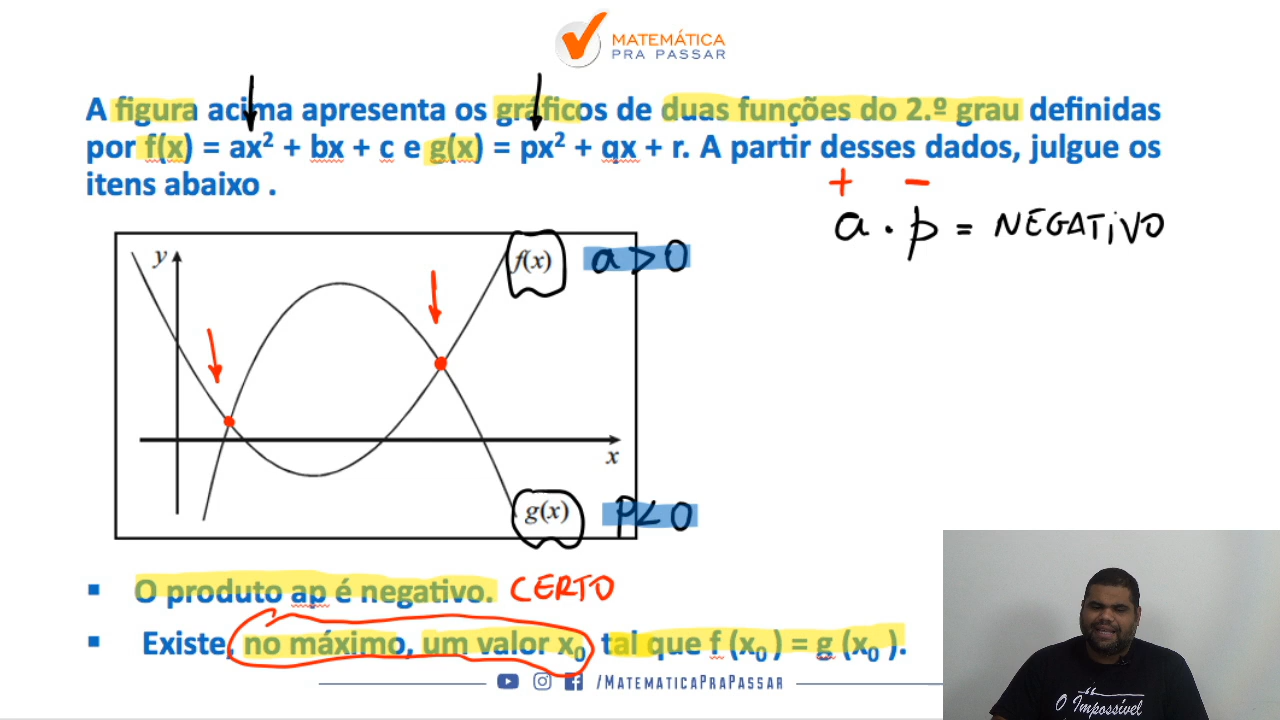 MATEMÁTICA
PRA PASSAR
A figura acima apresenta os gráficos de duas funções do 2.º grau definidas
por f(x) = ax² + bx + c e g(x) = px² + qx + r. A partir desses dados, julgue os
itens abaixo .
+ −
a . p = NEGATIVO
y
f(x) a > 0
x
g(x) p < 0
▪ O produto ap é negativo. CERTO
▪ Existe, no máximo, um valor x₀ tal que f (x₀ ) = g (x₀ ).
/MATEMATICAPRAPASSAR
O Impossível